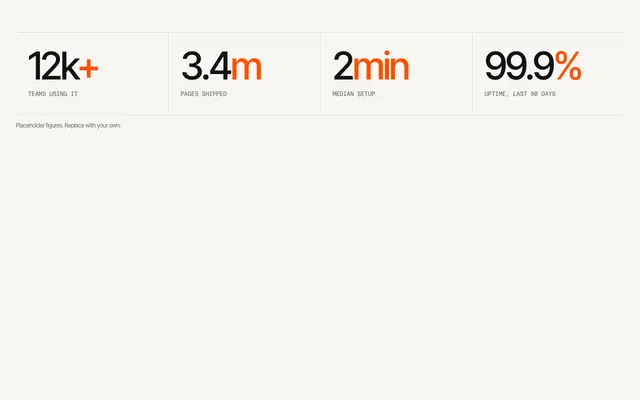 12k+
TEAMS USING IT
3.4m
PAGES SHIPPED
2min
MEDIAN SETUP
99.9%
UPTIME, LAST 90 DAYS
Placeholder figures. Replace with your own.